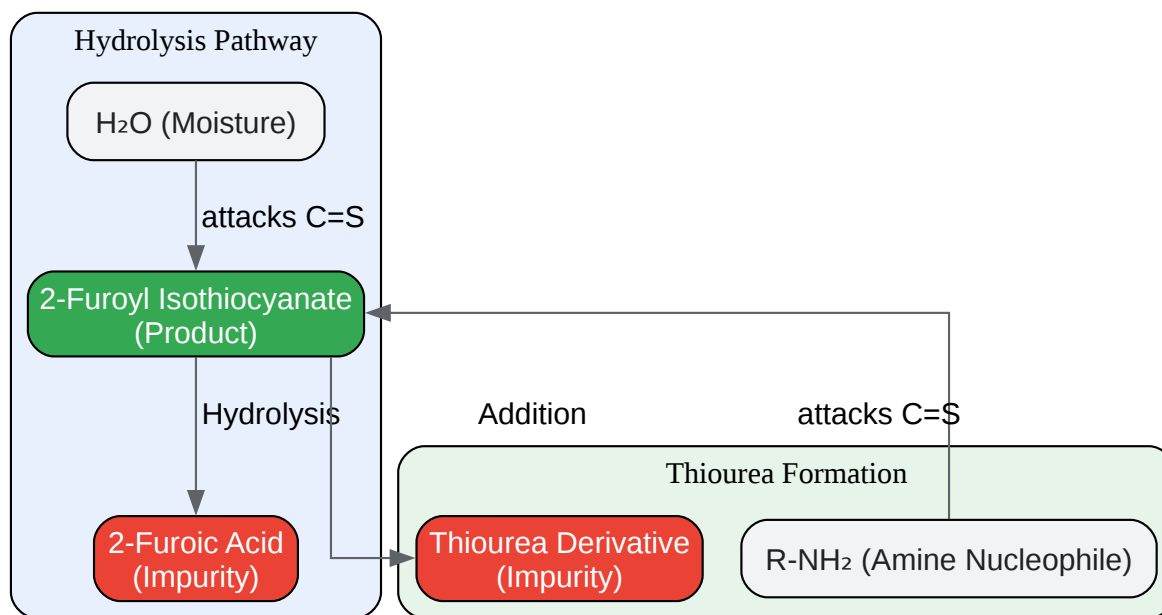 Hydrolysis Pathway
H₂O (Moisture)
attacks C=S
2-Furoyl Isothiocyanate
(Product)
Hydrolysis
Addition
attacks C=S
Thiourea Formation
2-Furoic Acid
(Impurity)
Thiourea Derivative
(Impurity)
R-NH₂ (Amine Nucleophile)